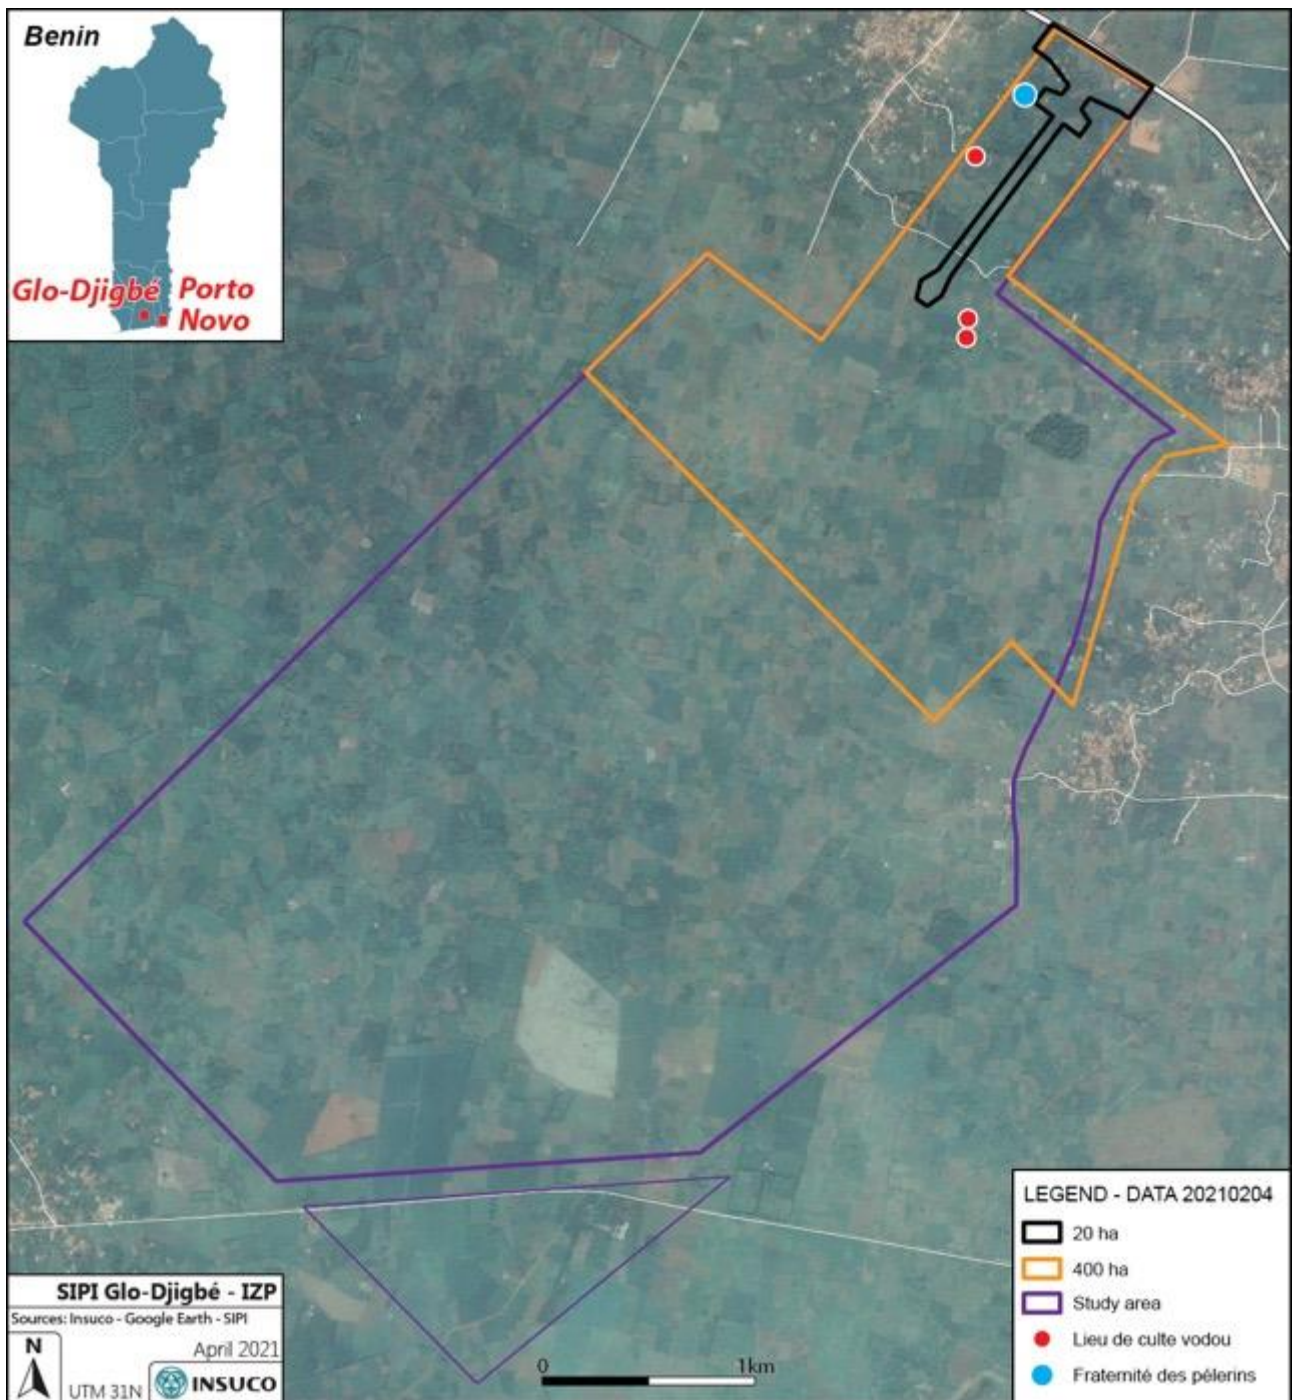 Benin
Glo-Djigbé
Porto
Novo
LEGEND - DATA 20210204
20 ha
400 ha
Study area
Lieu de culte vodou
Fraternité des pélerins
SIPI Glo-Djigbé - IZP
Sources: Insuco - Google Earth - SIPI
N
April 2021
UTM 31N
INSUCO
0 1km